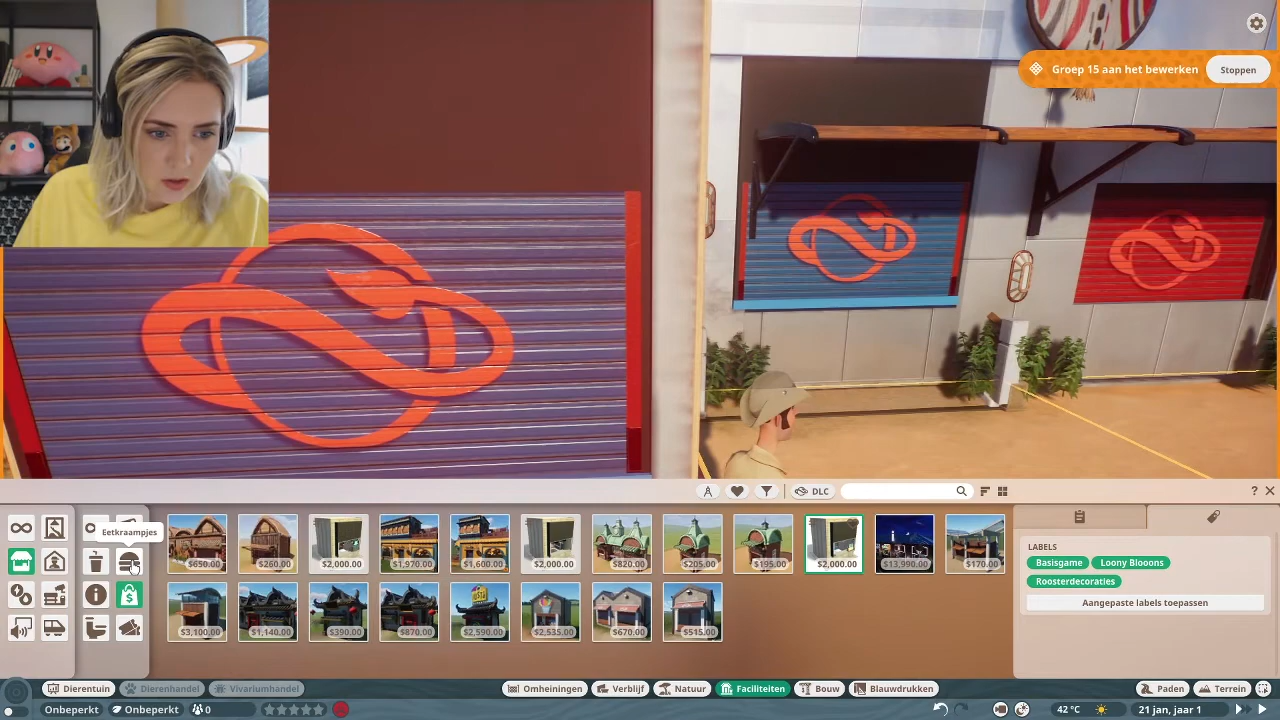 Groep 15 aan het bewerken
Stoppen
DLC
?
Eetkraampjes
$650.00
$260.00
$2,000.00
$1,970.00
$1,600.00
$2,000.00
$820.00
$205.00
$195.00
$2,000.00
$13,990.00
$170.00
$3,100.00
$1,140.00
$390.00
$870.00
$2,590.00
$2,535.00
$670.00
$515.00
LABELS
Basisgame
Loony Blooons
Roosterdecoraties
Aangepaste labels toepassen
Dierentuin
Dierenhandel
Vivariumhandel
Omheiningen
Verblijf
Natuur
Faciliteiten
Bouw
Blauwdrukken
Paden
Terrein
Onbeperkt
Onbeperkt
0
42 °C
21 jan, jaar 1